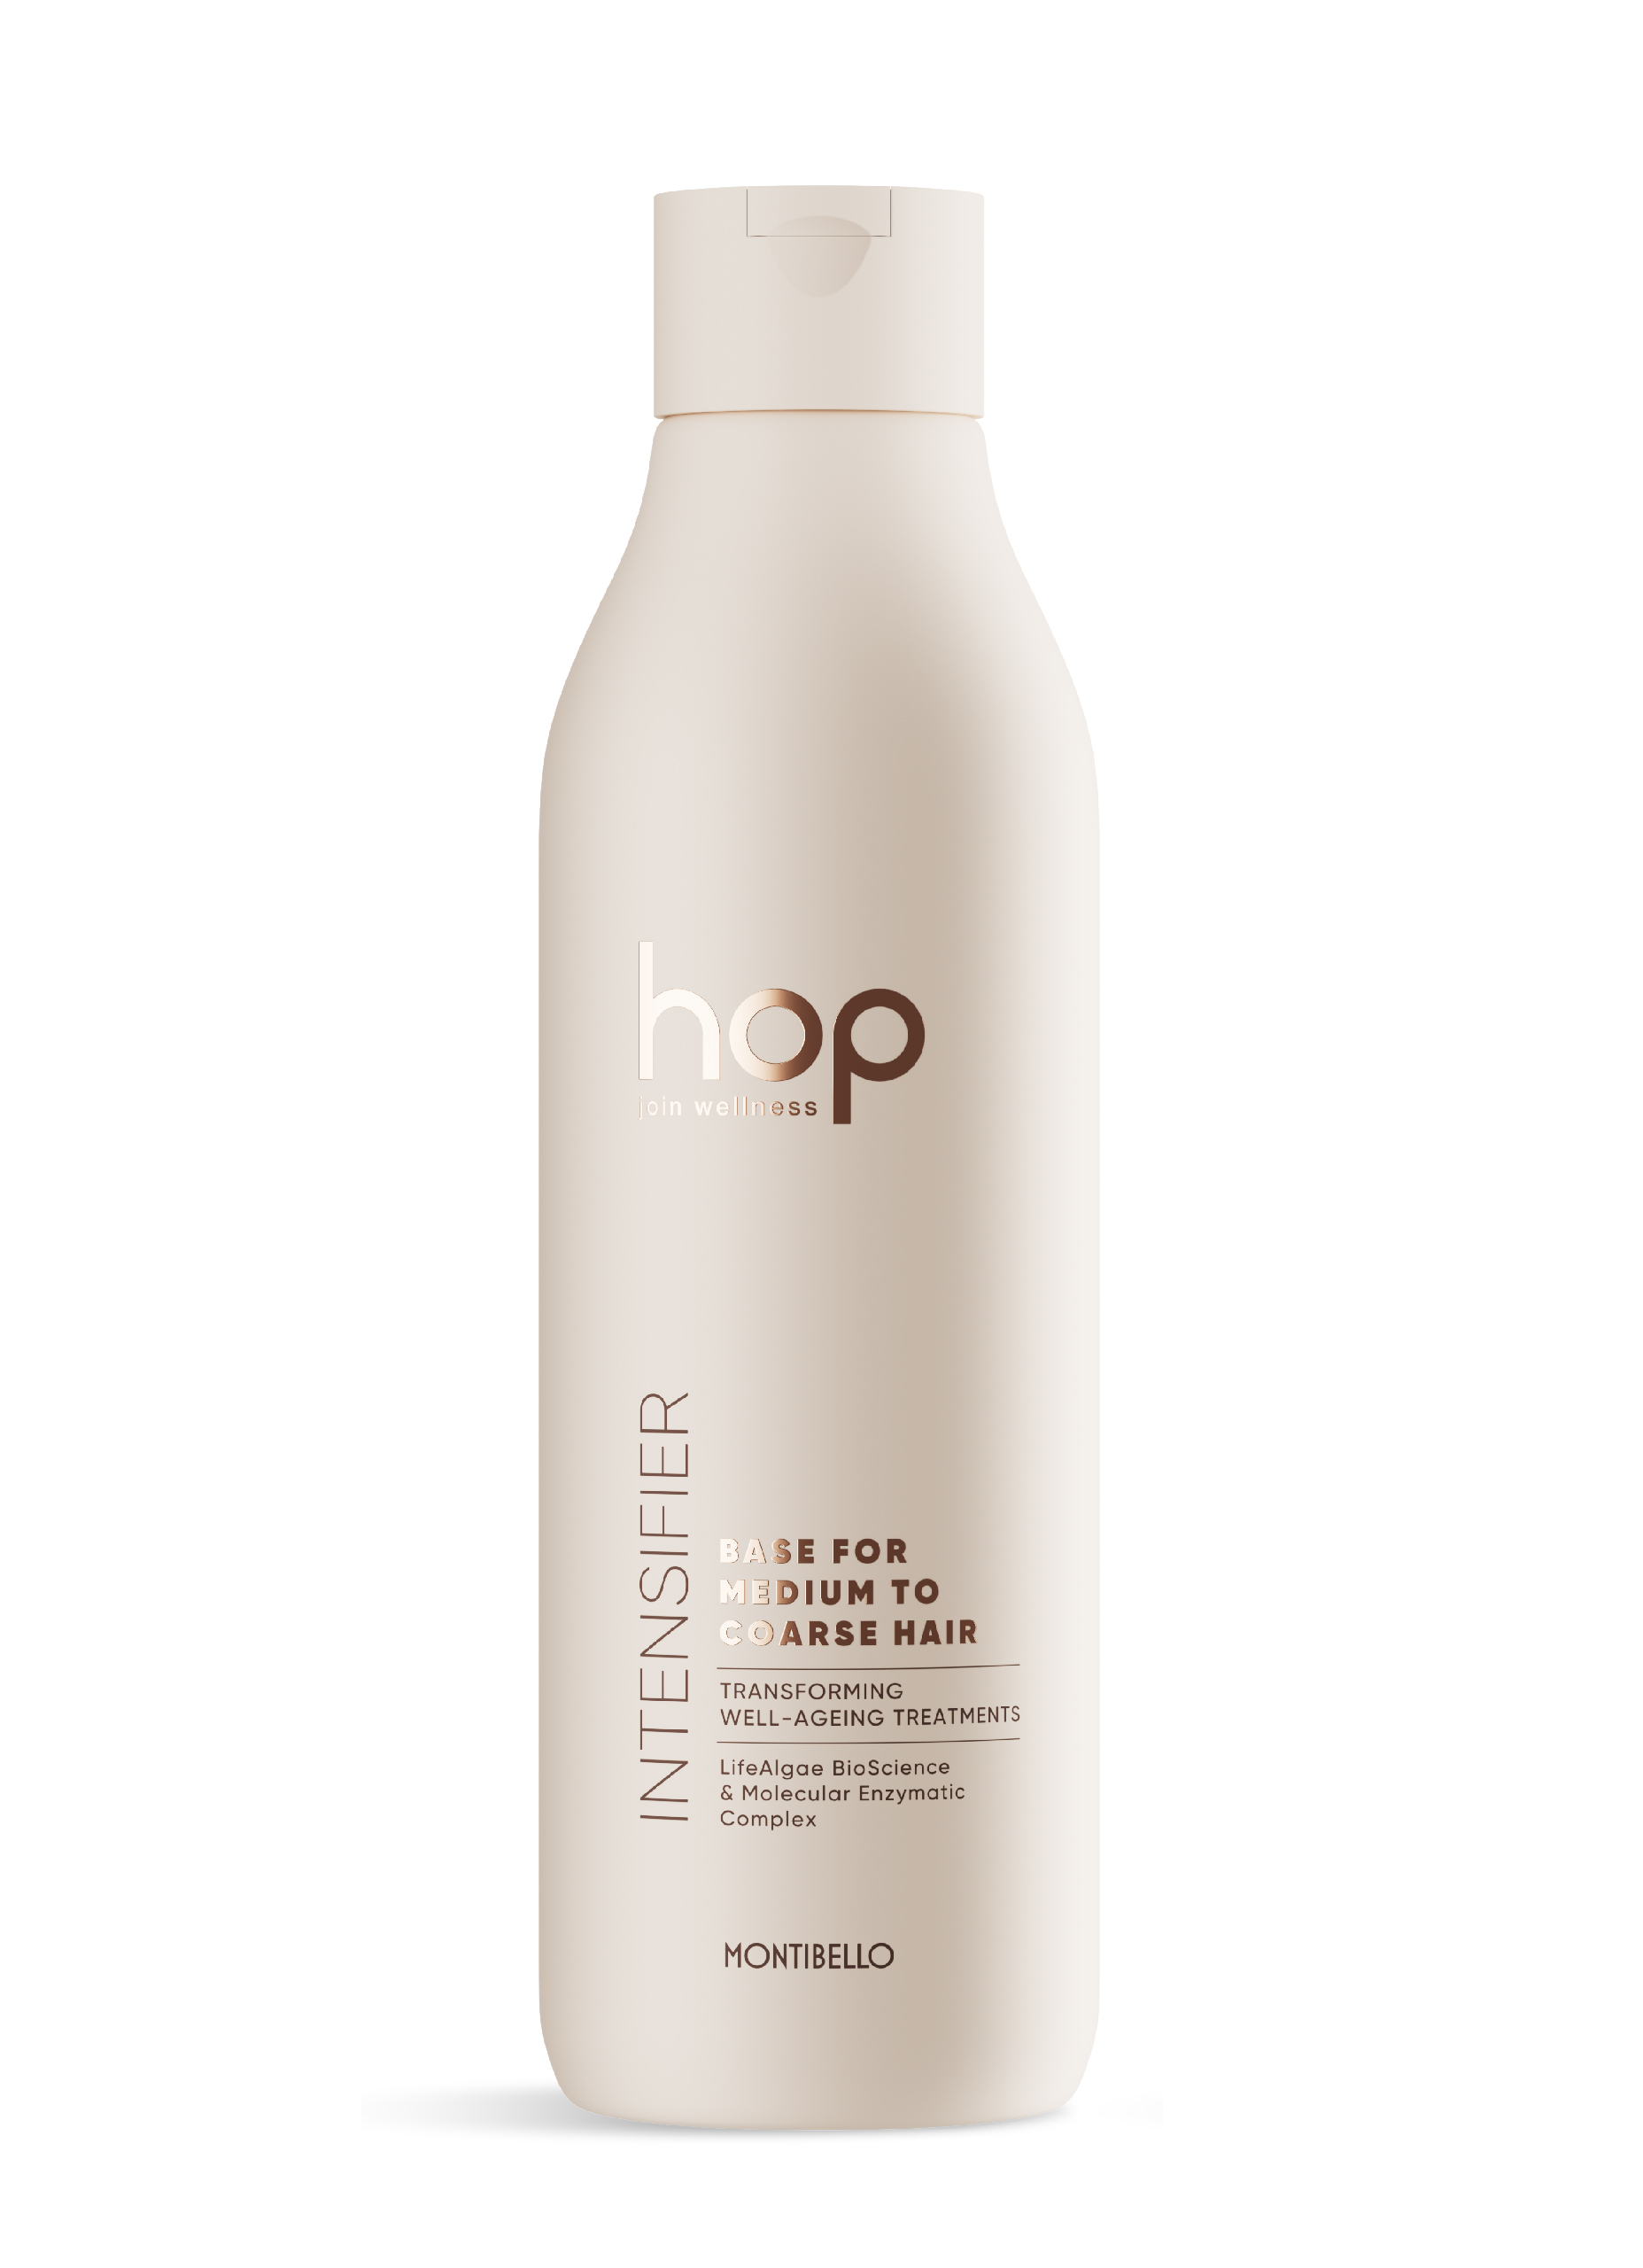 hop
join wellness
INTENSIFIER
BASE FOR
MEDIUM TO
COARSE HAIR
TRANSFORMING
WELL-AGEING TREATMENTS
LifeAlgae BioScience
& Molecular Enzymatic
Complex
MONTIBELLO